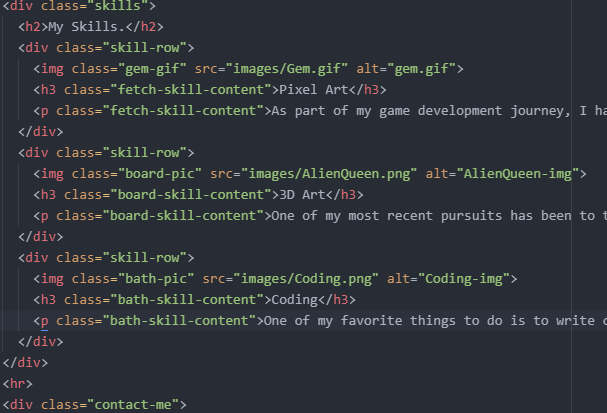 <div class="skills">
<h2>My Skills.</h2>
<div class="skill-row">
<img class="gem-gif" src="images/Gem.gif" alt="gem.gif">
<h3 class="fetch-skill-content">Pixel Art</h3>
<p class="fetch-skill-content">As part of my game development journey, I ha
</div>
<div class="skill-row">
<img class="board-pic" src="images/AlienQueen.png" alt="AlienQueen-img">
<h3 class="board-skill-content">3D Art</h3>
<p class="board-skill-content">One of my most recent pursuits has been to t
</div>
<div class="skill-row">
<img class="bath-pic" src="images/Coding.png" alt="Coding-img">
<h3 class="bath-skill-content">Coding</h3>
<p class="bath-skill-content">One of my favorite things to do is to write c
</div>
</div>
<hr>
<div class="contact-me">